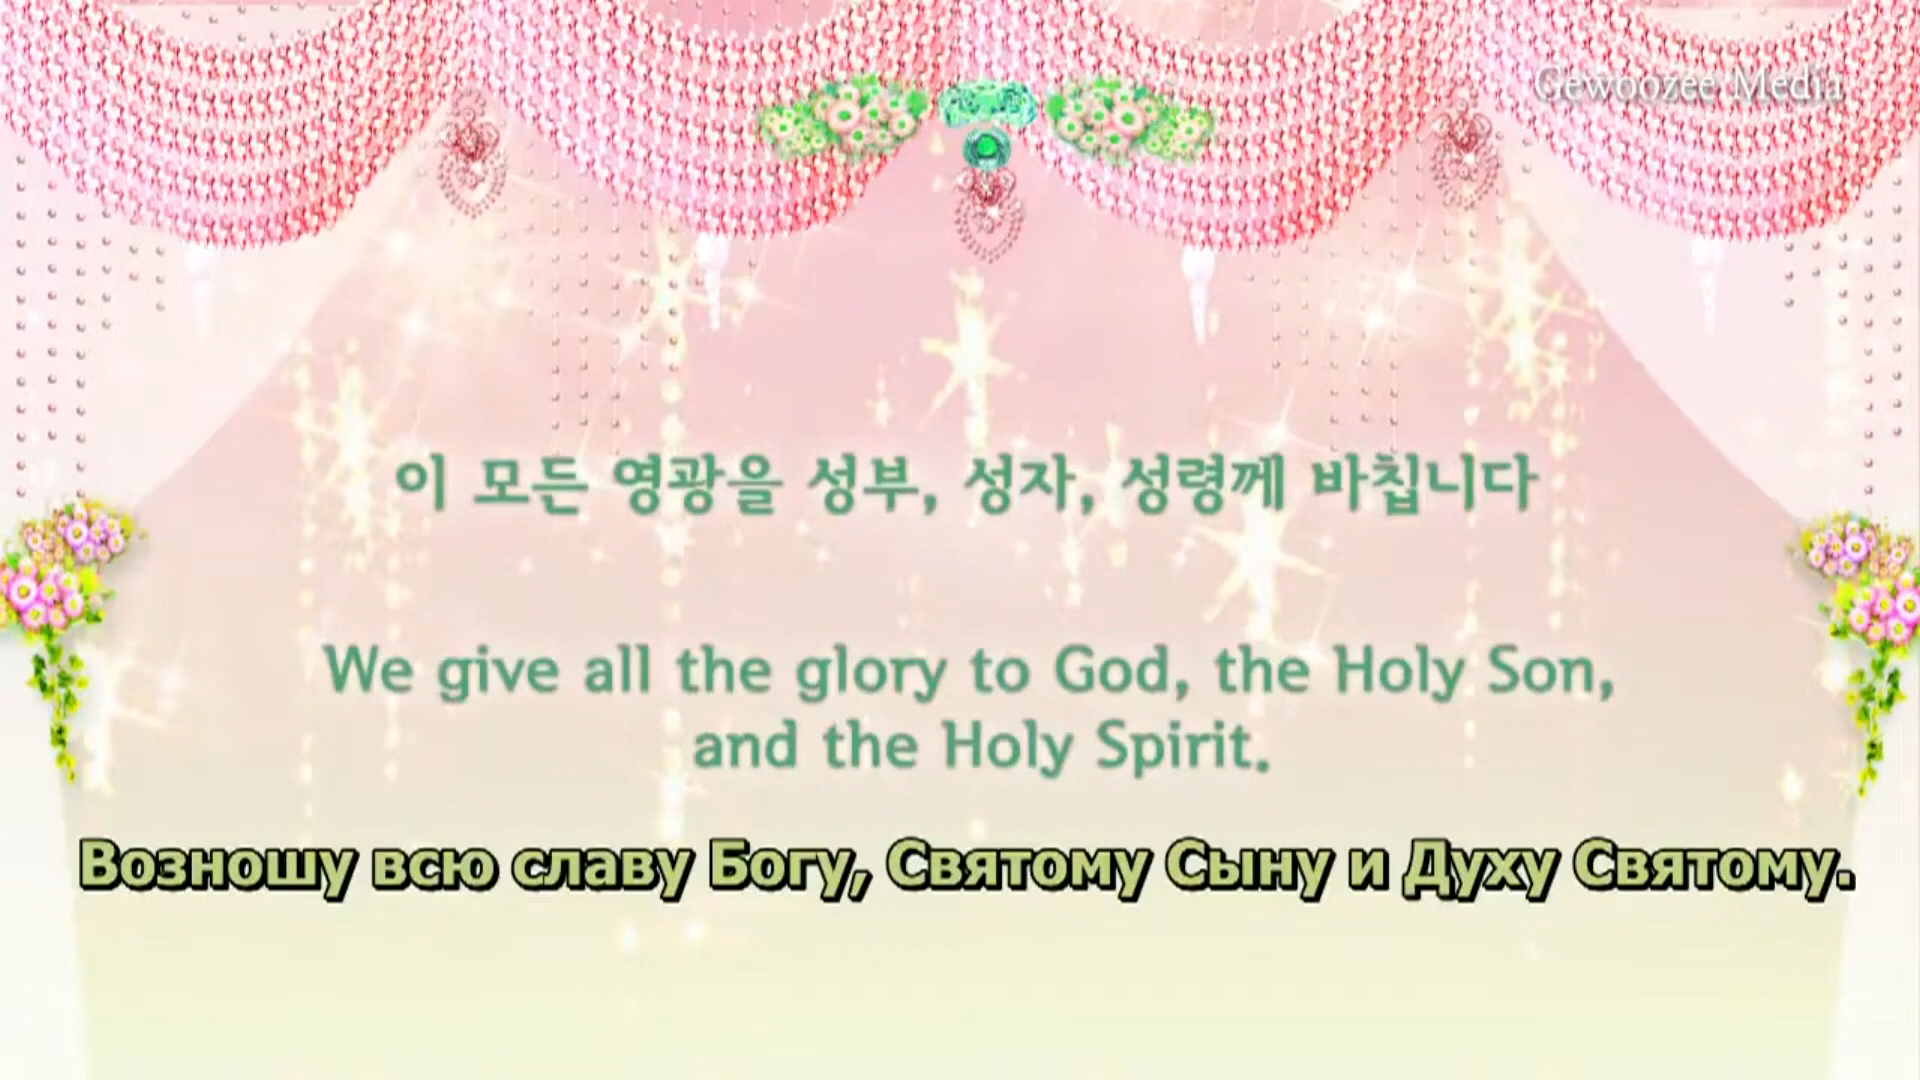 Gewoozee Media
이 모든 영광을 성부, 성자, 성령께 바칩니다
We give all the glory to God, the Holy Son,
and the Holy Spirit.
Возношу всю славу Богу, Святому Сыну и Духу Святому.